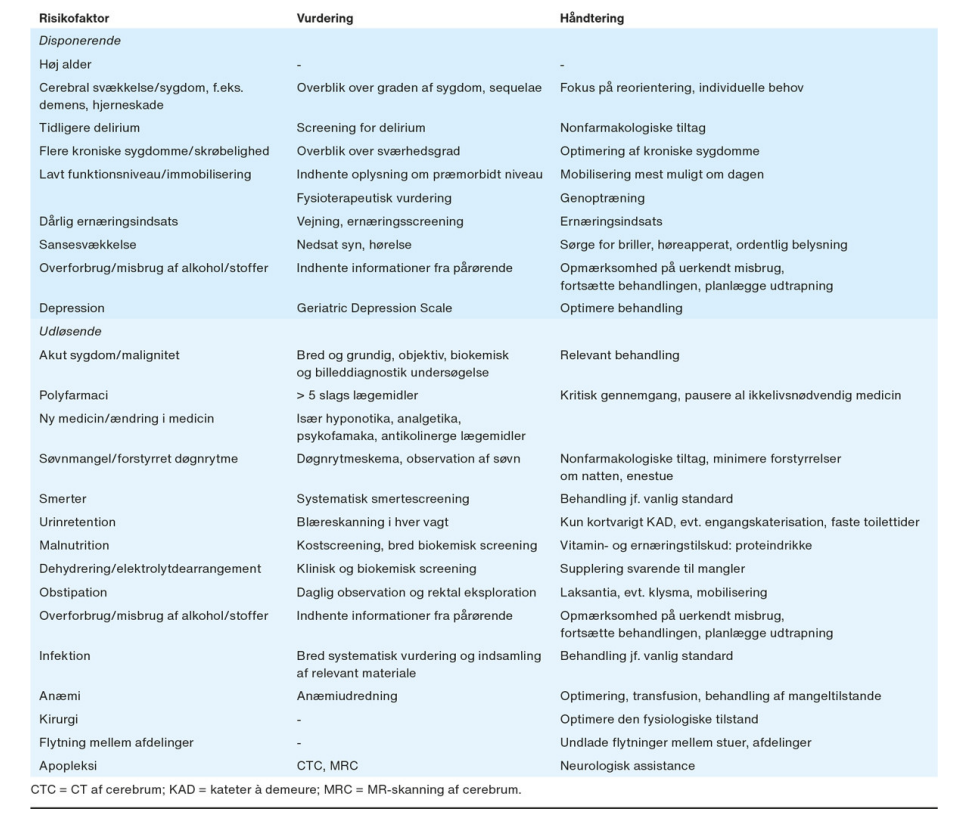 Risikofaktor Vurdering Håndtering
Disponerende
Høj alder - -
Cerebral svækkelse/sygdom, f.eks. Overblik over graden af sygdom, sequelae Fokus på reorientering, individuelle behov
demens, hjerneskade
Tidligere delirium Screening for delirium Nonfarmakologiske tiltag
Flere kroniske sygdomme/skrøbelighed Overblik over sværhedsgrad Optimering af kroniske sygdomme
Lavt funktionsniveau/immobilisering Indhente oplysning om præmorbidt niveau Mobilisering mest muligt om dagen
Fysioterapeutisk vurdering Genoptræning
Dårlig ernæringsindsats Vejning, ernæringsscreening Ernæringsindsats
Sansesvækkelse Nedsat syn, hørelse Sørge for briller, høreapperat, ordentlig belysning
Overforbrug/misbrug af alkohol/stoffer Indhente informationer fra pårørende Opmærksomhed på uerkendt misbrug,
fortsætte behandlingen, planlægge udtrapning
Depression Geriatric Depression Scale Optimere behandling
Udløsende
Akut sygdom/malignitet Bred og grundig, objektiv, biokemisk Relevant behandling
og billeddiagnostik undersøgelse
Polyfarmaci > 5 slags lægemidler Kritisk gennemgang, pausere al ikkelivsnødvendig medicin
Ny medicin/ændring i medicin Især hyponotika, analgetika,
psykofamaka, antikolinerge lægemidler
Søvnmangel/forstyrret døgnrytme Døgnrytmeskema, observation af søvn Nonfarmakologiske tiltag, minimere forstyrrelser
om natten, enestue
Smerter Systematisk smertescreening Behandling jf. vanlig standard
Urinretention Blæreskanning i hver vagt Kun kortvarigt KAD, evt. engangskaterisation, faste toilettider
Malnutrition Kostscreening, bred biokemisk screening Vitamin- og ernæringstilskud: proteindrikke
Dehydrering/elektrolytdearrangement Klinisk og biokemisk screening Supplering svarende til mangler
Obstipation Daglig observation og rektal eksploration Laksantia, evt. klysma, mobilisering
Overforbrug/misbrug af alkohol/stoffer Indhente informationer fra pårørende Opmærksomhed på uerkendt misbrug,
fortsætte behandlingen, planlægge udtrapning
Infektion Bred systematisk vurdering og indsamling Behandling jf. vanlig standard
af relevant materiale
Anæmi Anæmiudredning Optimering, transfusion, behandling af mangeltilstande
Kirurgi - Optimere den fysiologiske tilstand
Flytning mellem afdelinger - Undlade flytninger mellem stuer, afdelinger
Apopleksi CTC, MRC Neurologisk assistance
CTC = CT af cerebrum; KAD = kateter à demeure; MRC = MR-skanning af cerebrum.